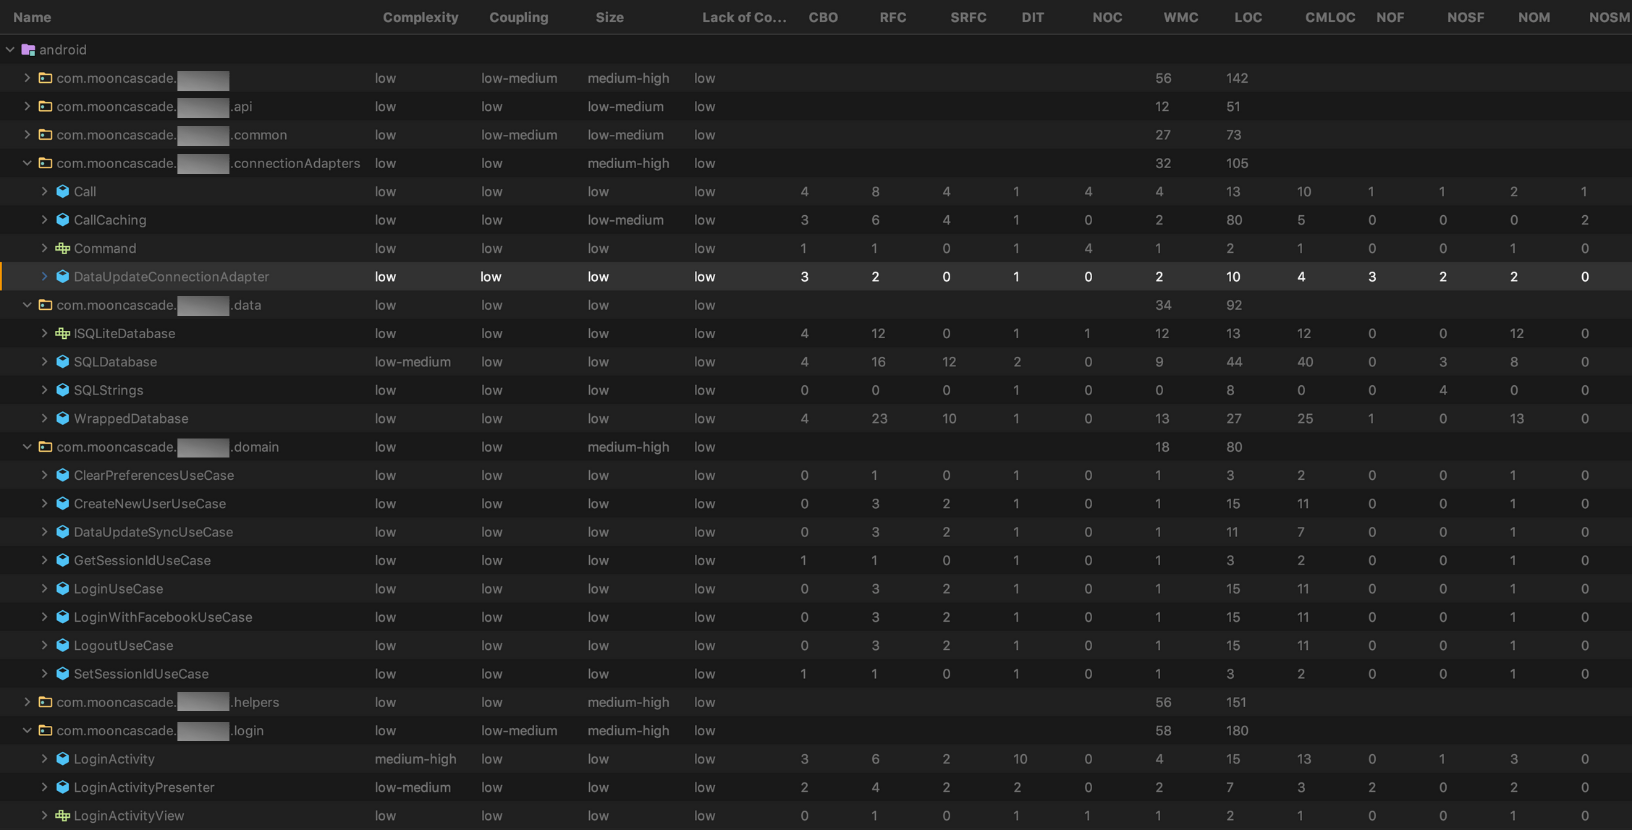 Name Complexity Coupling Size Lack of Co... CBO RFC SRFC DIT NOC WMC LOC CMLOC NOF NOSF NOM NOSM
android
com.mooncascade. low low-medium medium-high low 56 142
com.mooncascade. .api low low low-medium low 12 51
com.mooncascade. .common low low-medium low-medium low 27 73
com.mooncascade. .connectionAdapters low low medium-high low 32 105
Call low low low low 4 8 4 1 4 4 13 10 1 1 2 1
CallCaching low low low-medium low 3 6 4 1 0 2 80 5 0 0 0 2
Command low low low low 1 1 0 1 4 1 2 1 0 0 1 0
DataUpdateConnectionAdapter low low low low 3 2 0 1 0 2 10 4 3 2 2 0
com.mooncascade. .data low low low low 34 92
ISQLiteDatabase low low low low 4 12 0 1 1 12 13 12 0 0 12 0
SQLDatabase low-medium low low low 4 16 12 2 0 9 44 40 0 3 8 0
SQLStrings low low low low 0 0 0 1 0 0 8 0 0 4 0 0
WrappedDatabase low low low low 4 23 10 1 0 13 27 25 1 0 13 0
com.mooncascade. .domain low low medium-high low 18 80
ClearPreferencesUseCase low low low low 0 1 0 1 0 1 3 2 0 0 1 0
CreateNewUserUseCase low low low low 0 3 2 1 0 1 15 11 0 0 1 0
DataUpdateSyncUseCase low low low low 0 3 2 1 0 1 11 7 0 0 1 0
GetSessionIdUseCase low low low low 1 1 0 1 0 1 3 2 0 0 1 0
LoginUseCase low low low low 0 3 2 1 0 1 15 11 0 0 1 0
LoginWithFacebookUseCase low low low low 0 3 2 1 0 1 15 11 0 0 1 0
LogoutUseCase low low low low 0 3 2 1 0 1 15 11 0 0 1 0
SetSessionIdUseCase low low low low 1 1 0 1 0 1 3 2 0 0 1 0
com.mooncascade. .helpers low low medium-high low 56 151
com.mooncascade. .login low low-medium medium-high low 58 180
LoginActivity medium-high low low low 3 6 2 10 0 4 15 13 0 1 3 0
LoginActivityPresenter low-medium low low low 2 4 2 2 0 2 7 3 2 0 2 0
LoginActivityView low low low low 0 1 0 1 1 1 2 1 0 0 1 0